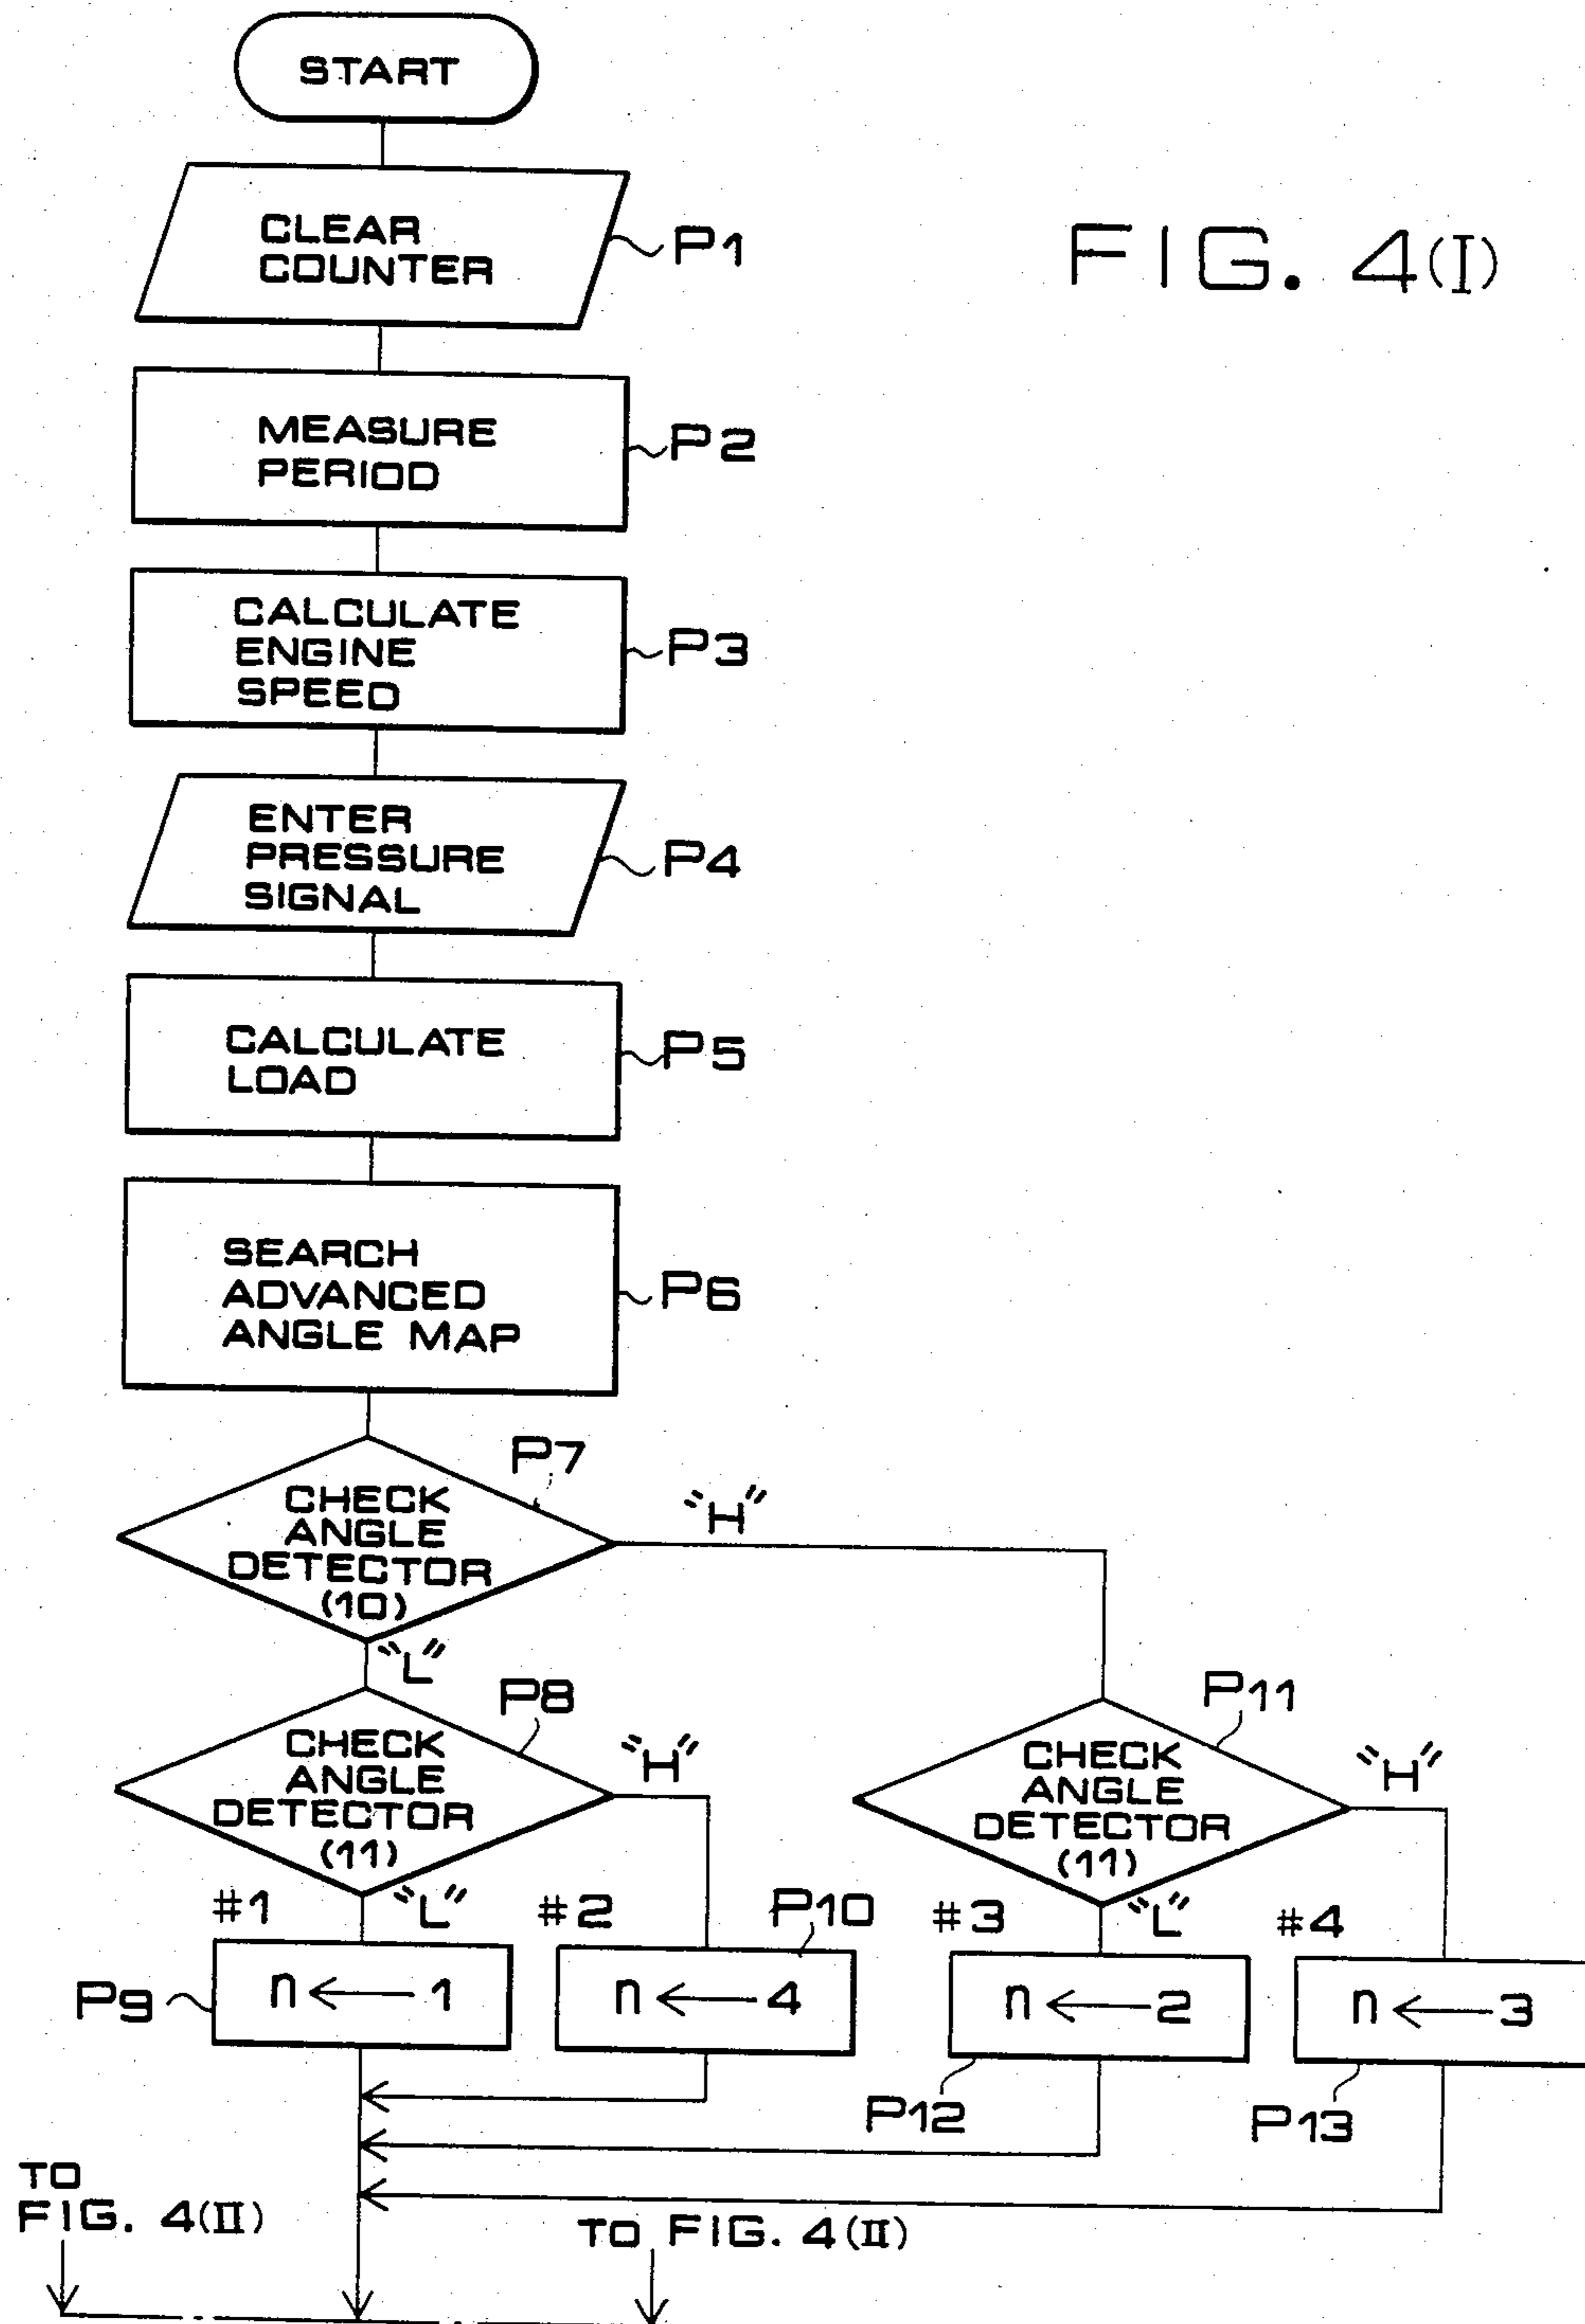 START
FIG. 4(I)
CLEAR
COUNTER
P1
MEASURE
PERIOD
P2
CALCULATE
ENGINE
SPEED
P3
ENTER
PRESSURE
SIGNAL
P4
CALCULATE
LOAD
P5
SEARCH
ADVANCED
ANGLE MAP
P6
P7
CHECK
ANGLE
DETECTOR
(10)
"H"
"L"
P8
CHECK
ANGLE
DETECTOR
(11)
"H"
"L"
P11
CHECK
ANGLE
DETECTOR
(11)
"H"
"L"
#1
P9
n ← 1
#2
P10
n ← 4
#3
n ← 2
P12
#4
n ← 3
P13
TO
FIG. 4(II)
TO FIG. 4(II)